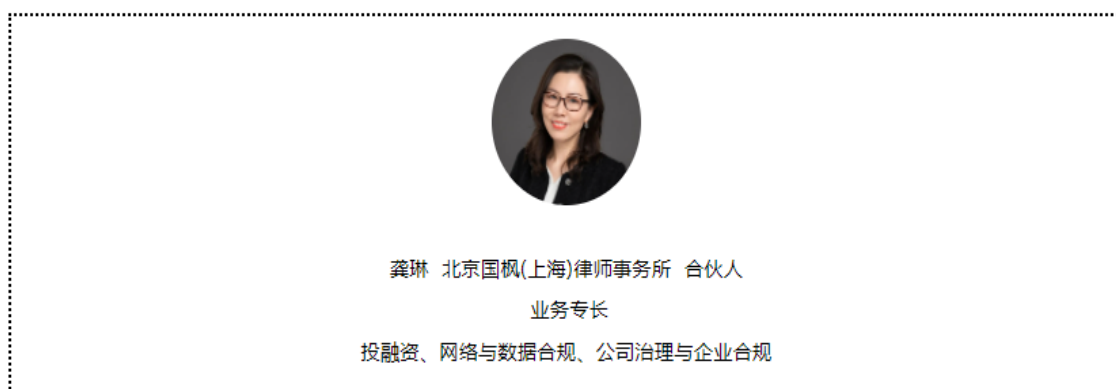 龚琳 北京国枫(上海)律师事务所 合伙人
业务专长
投融资、网络与数据合规、公司治理与企业合规